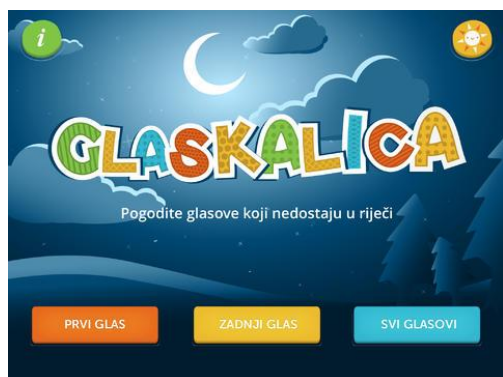 i
GLASKALICA
Pogodite glasove koji nedostaju u riječi
PRVI GLAS
ZADNJI GLAS
SVI GLASOVI